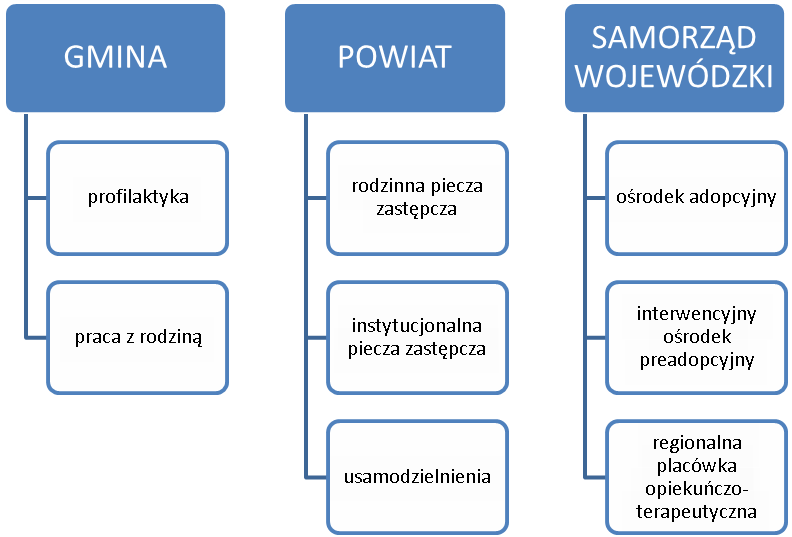 GMINA
profilaktyka
praca z rodziną
POWIAT
rodzinna piecza
zastępcza
instytucjonalna
piecza zastępcza
usamodzielnienia
SAMORZĄD
WOJEWÓDZKI
ośrodek adopcyjny
interwencyjny
ośrodek
preadopcyjny
regionalna
placówka
opiekuńczo-
terapeutyczna